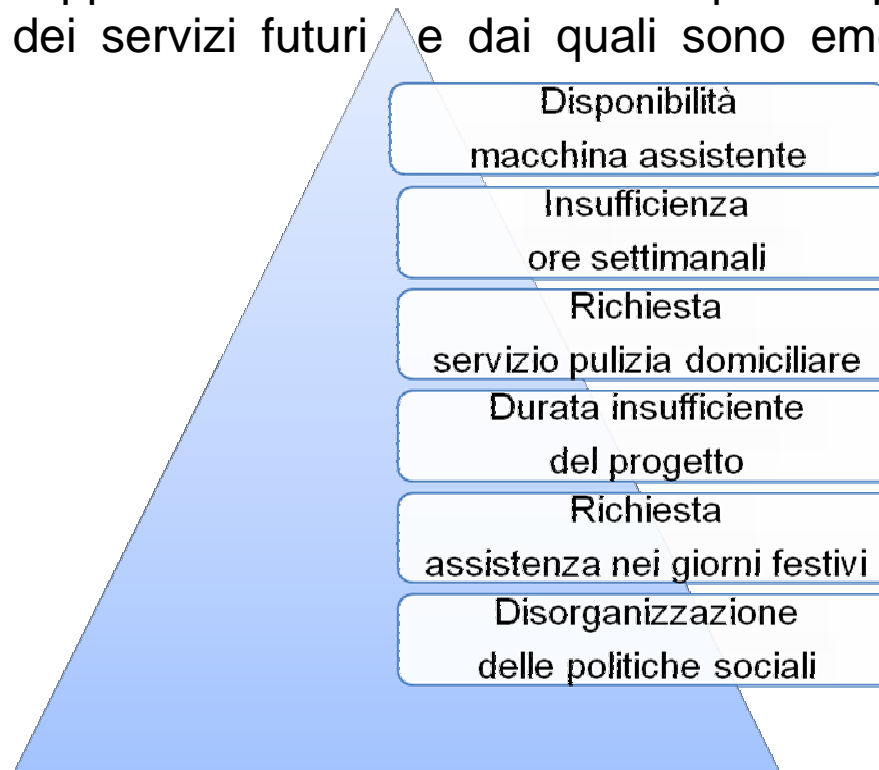 dei servizi futuri e dai quali sono
Disponibilità
macchina assistente
Insufficienza
ore settimanali
Richiesta
servizio pulizia domiciliare
Durata insufficiente
del progetto
Richiesta
assistenza nei giorni festivi
Disorganizzazione
delle politiche sociali